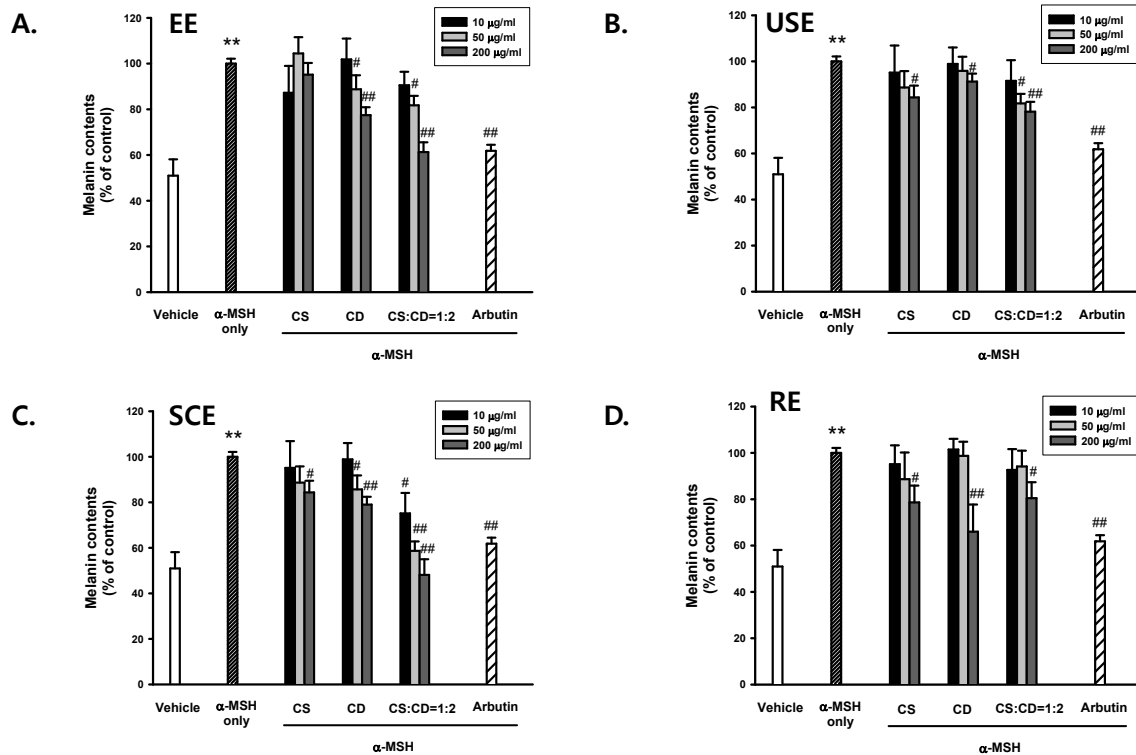 A.
EE
10 μg/ml
50 μg/ml
200 μg/ml
Melanin contents
(% of control)
120
100
80
60
40
20
0
**
#
##
#
##
##
Vehicle
α-MSH
only
CS
CD
CS:CD=1:2
Arbutin
α-MSH
B.
USE
10 μg/ml
50 μg/ml
200 μg/ml
Melanin contents
(% of control)
120
100
80
60
40
20
0
**
#
#
#
##
##
Vehicle
α-MSH
only
CS
CD
CS:CD=1:2
Arbutin
α-MSH
C.
SCE
10 μg/ml
50 μg/ml
200 μg/ml
Melanin contents
(% of control)
120
100
80
60
40
20
0
**
#
#
##
#
##
##
##
Vehicle
α-MSH
only
CS
CD
CS:CD=1:2
Arbutin
α-MSH
D.
RE
10 μg/ml
50 μg/ml
200 μg/ml
Melanin contents
(% of control)
120
100
80
60
40
20
0
**
#
##
#
##
Vehicle
α-MSH
only
CS
CD
CS:CD=1:2
Arbutin
α-MSH